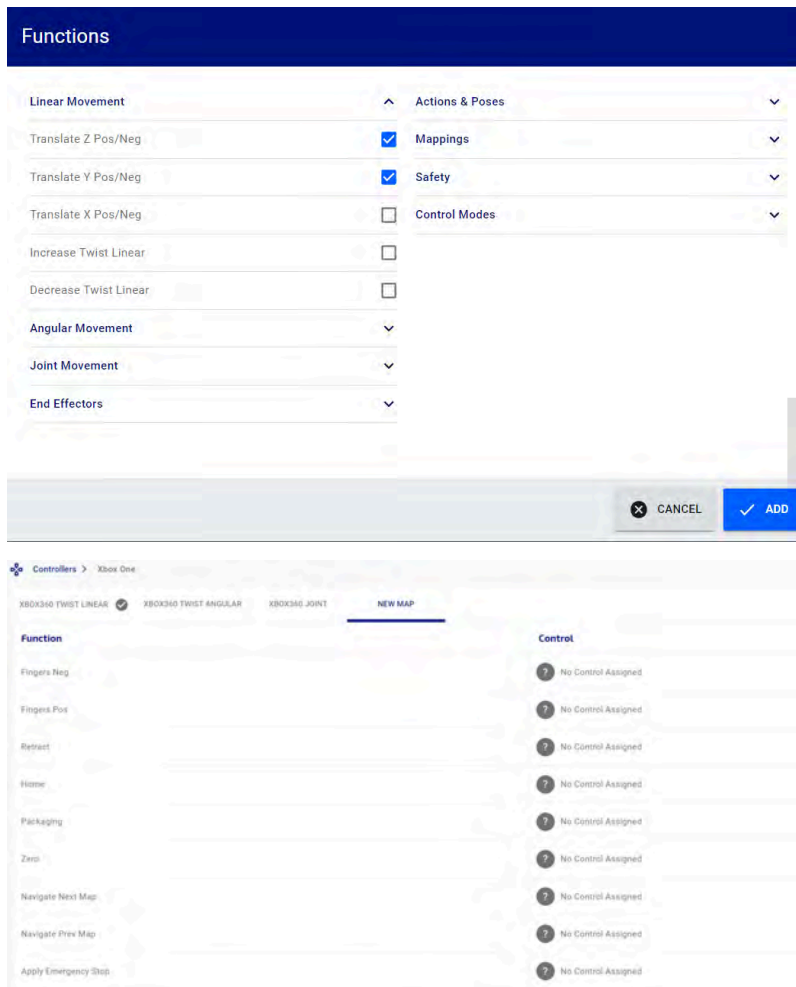 Functions
Linear Movement
Translate Z Pos/Neg
Translate Y Pos/Neg
Translate X Pos/Neg
Increase Twist Linear
Decrease Twist Linear
Angular Movement
Joint Movement
End Effectors
Actions & Poses
Mappings
Safety
Control Modes
CANCEL
ADD
Controllers > Xbox One
XBOX360 TWIST LINEAR XBOX360 TWIST ANGULAR XBOX360 JOINT NEW MAP
Function Control
Fingers Neg ? No Control Assigned
Fingers Pos ? No Control Assigned
Retract ? No Control Assigned
Home ? No Control Assigned
Packaging ? No Control Assigned
Zero ? No Control Assigned
Navigate Next Map ? No Control Assigned
Navigate Prev Map ? No Control Assigned
Apply Emergency Stop ? No Control Assigned